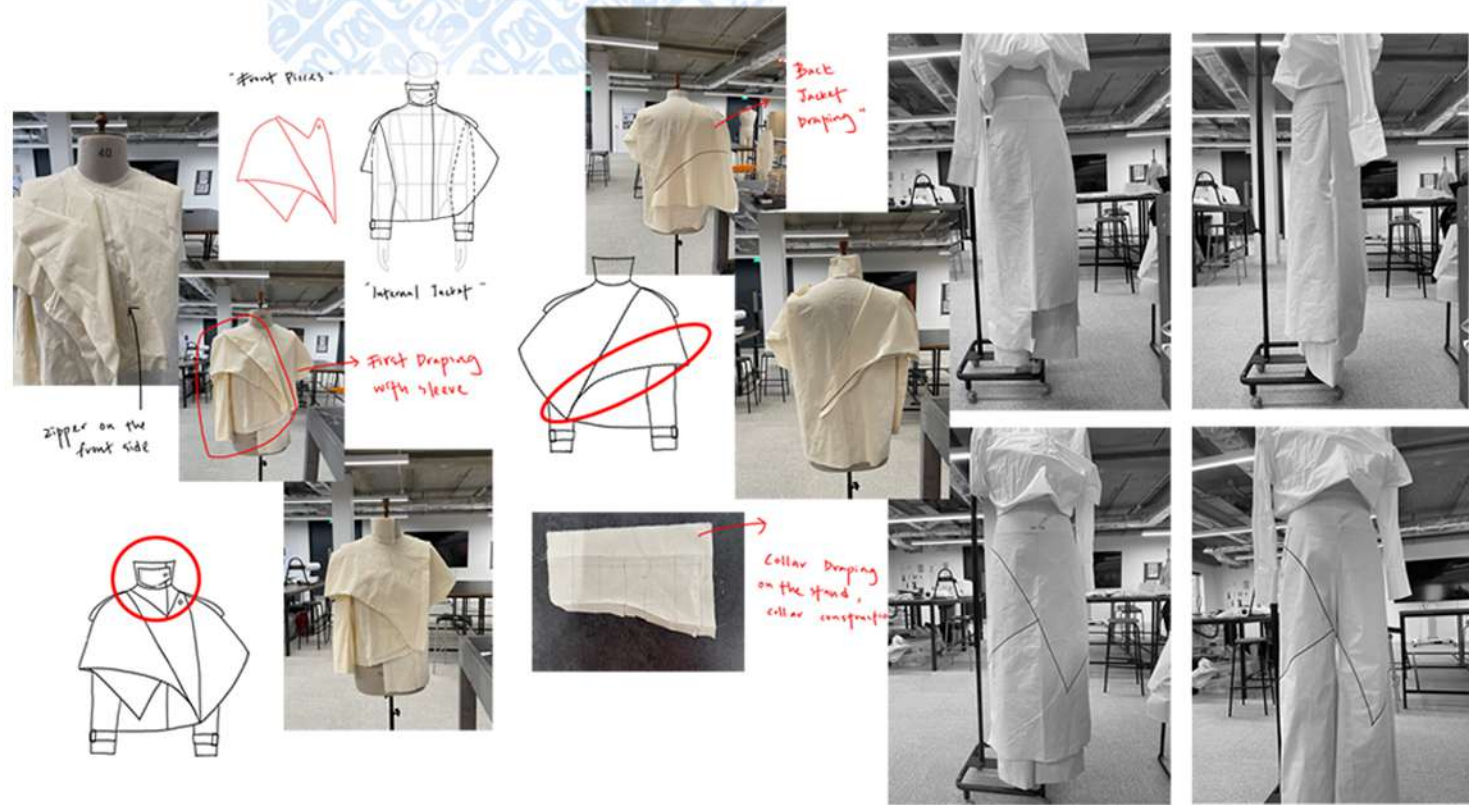 "Front Pieces"
40
"Internal Jacket"
zipper on the
front side
First Draping
with sleeve
Back
Jacket
Draping"
Collar Draping
on the stand,
collar construction